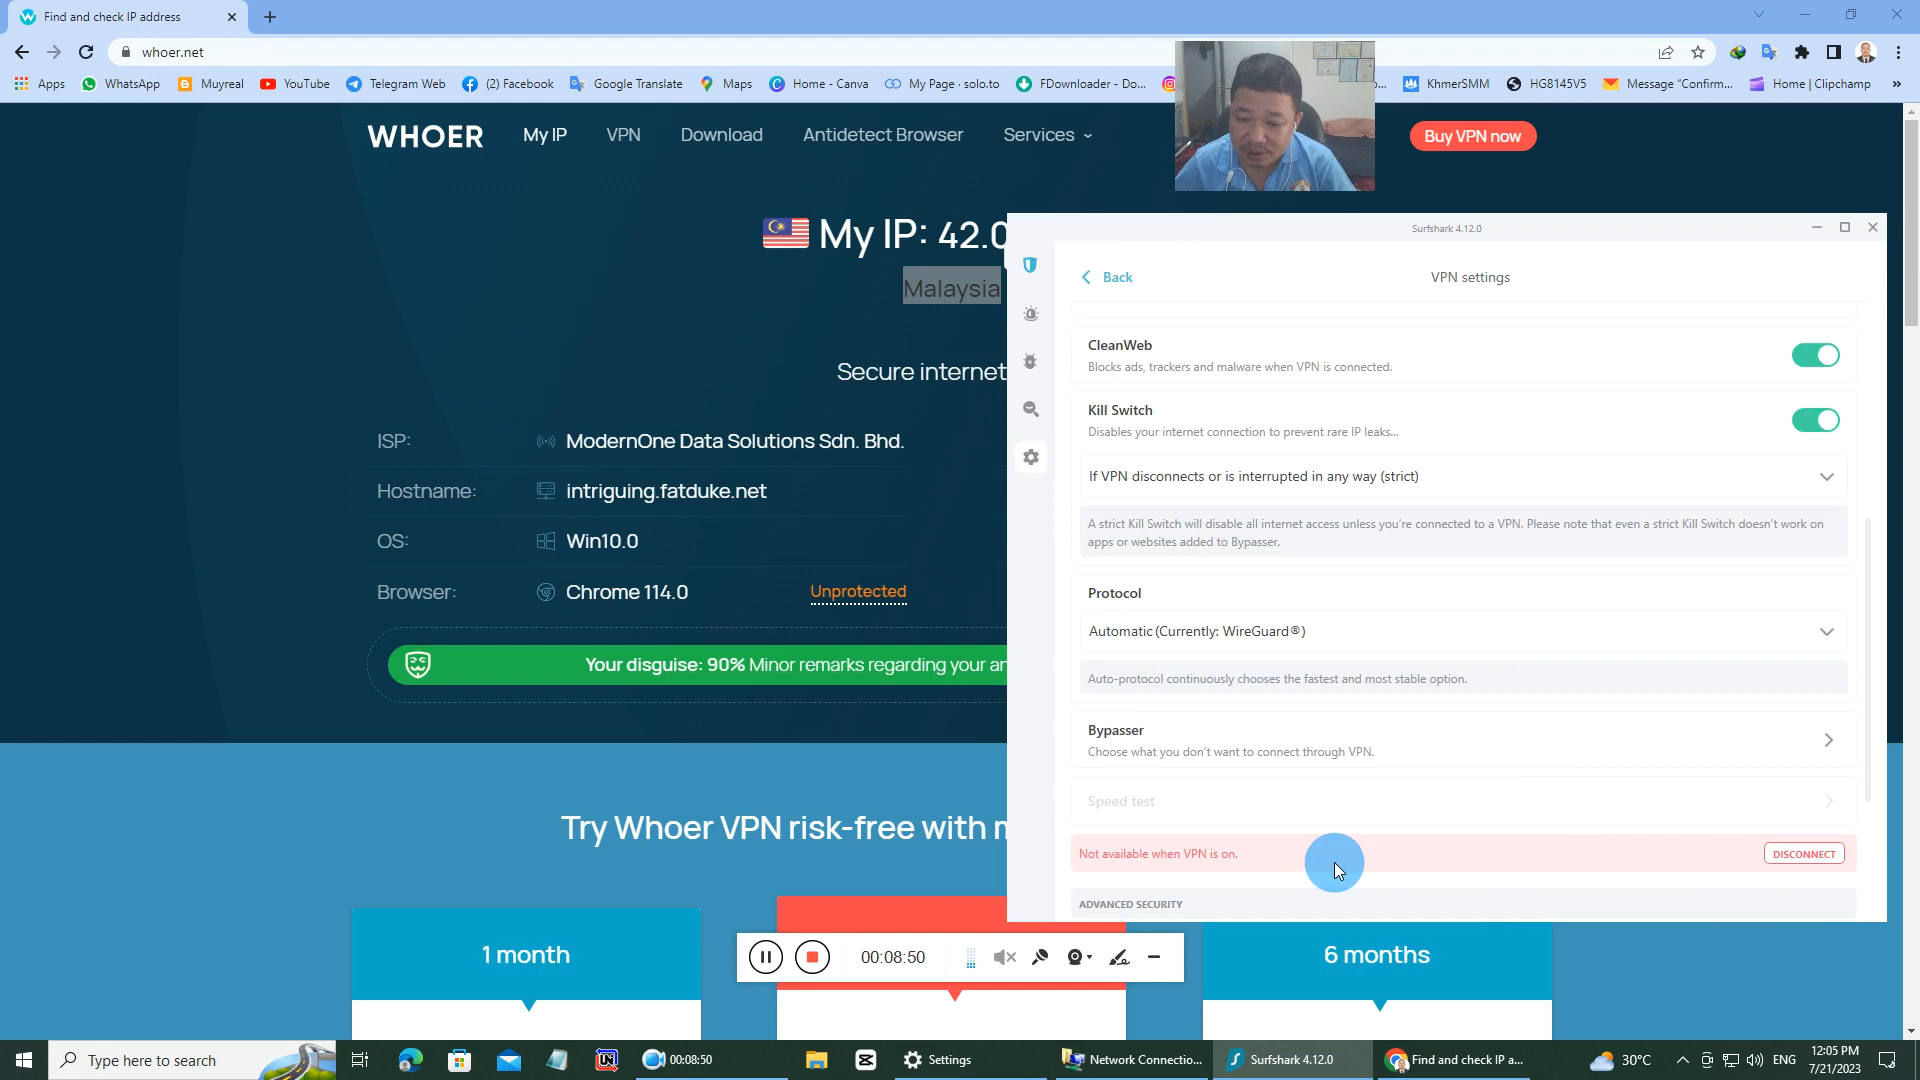 Find and check IP address
whoer.net
Apps
WhatsApp
Muyreal
YouTube
Telegram Web
(2) Facebook
Google Translate
Maps
Home - Canva
My Page · solo.to
FDownloader - Do...
KhmerSMM
HG8145V5
Message "Confirm...
Home | Clipchamp
»
WHOER
My IP
VPN
Download
Antidetect Browser
Services
Buy VPN now
My IP: 42.0
Malaysia
Secure internet
ISP:
ModernOne Data Solutions Sdn. Bhd.
Hostname:
intriguing.fatduke.net
OS:
Win10.0
Browser:
Chrome 114.0
Unprotected
Your disguise: 90% Minor remarks regarding your an
Try Whoer VPN risk-free with
1 month
6 months
Surfshark 4.12.0
Back
VPN settings
CleanWeb
Blocks ads, trackers and malware when VPN is connected.
Kill Switch
Disables your internet connection to prevent rare IP leaks...
If VPN disconnects or is interrupted in any way (strict)
A strict Kill Switch will disable all internet access unless you're connected to a VPN. Please note that even a strict Kill Switch doesn't work on
apps or websites added to Bypasser.
Protocol
Automatic (Currently: WireGuard®)
Auto-protocol continuously chooses the fastest and most stable option.
Bypasser
Choose what you don't want to connect through VPN.
Speed test
Not available when VPN is on.
DISCONNECT
ADVANCED SECURITY
00:08:50
Type here to search
00:08:50
Settings
Network Connectio...
Surfshark 4.12.0
Find and check IP a...
30°C
ENG
12:05 PM
7/21/2023